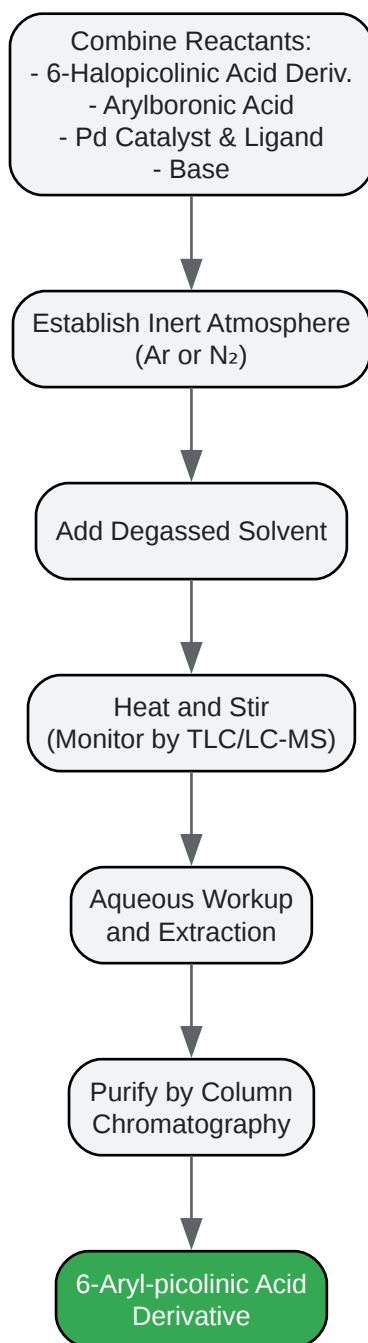 Combine Reactants:
- 6-Halopicolinic Acid Deriv.
- Arylboronic Acid
- Pd Catalyst & Ligand
- Base
Establish Inert Atmosphere
(Ar or N₂)
Add Degassed Solvent
Heat and Stir
(Monitor by TLC/LC-MS)
Aqueous Workup
and Extraction
Purify by Column
Chromatography
6-Aryl-picolinic Acid
Derivative